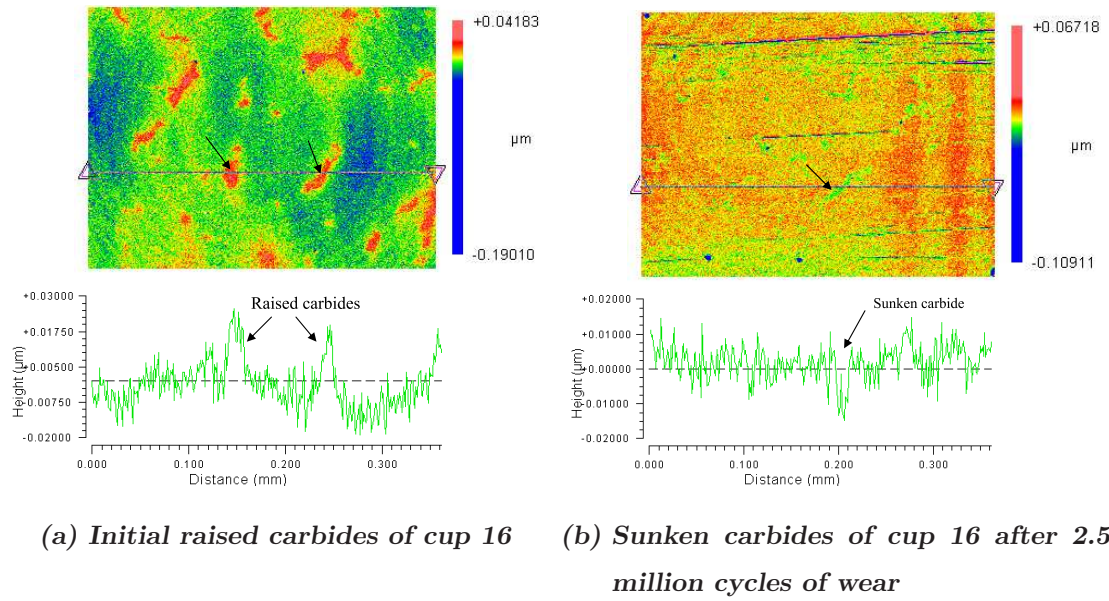 +0.04183
µm
-0.19010
+0.03000
+0.01750
+0.00500
-0.00750
-0.02000
Height (µm)
Raised carbides
0.000 0.100 0.200 0.300
Distance (mm)
(a) Initial raised carbides of cup 16
+0.06718
µm
-0.10911
+0.02000
+0.01000
+0.00000
-0.01000
-0.02000
Height (µm)
Sunken carbide
0.000 0.100 0.200 0.300
Distance (mm)
(b) Sunken carbides of cup 16 after 2.5
million cycles of wear